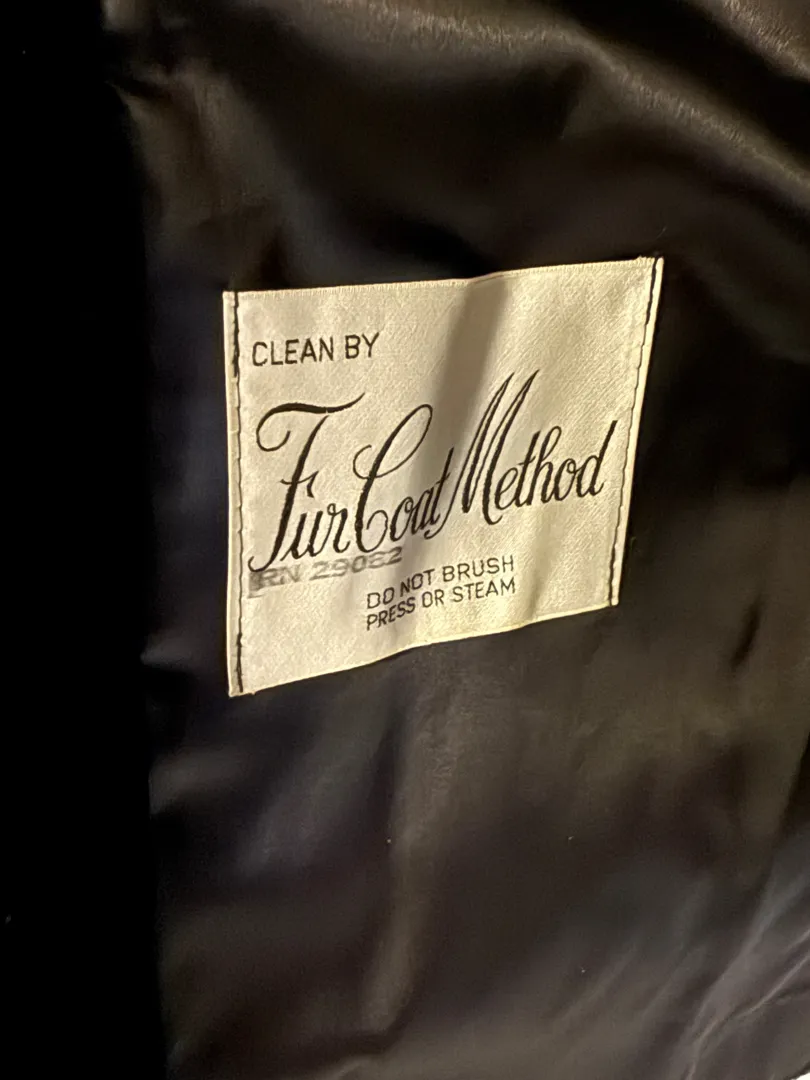 CLEAN BY
Fur Coat Method
RN 29082
DO NOT BRUSH
PRESS OR STEAM